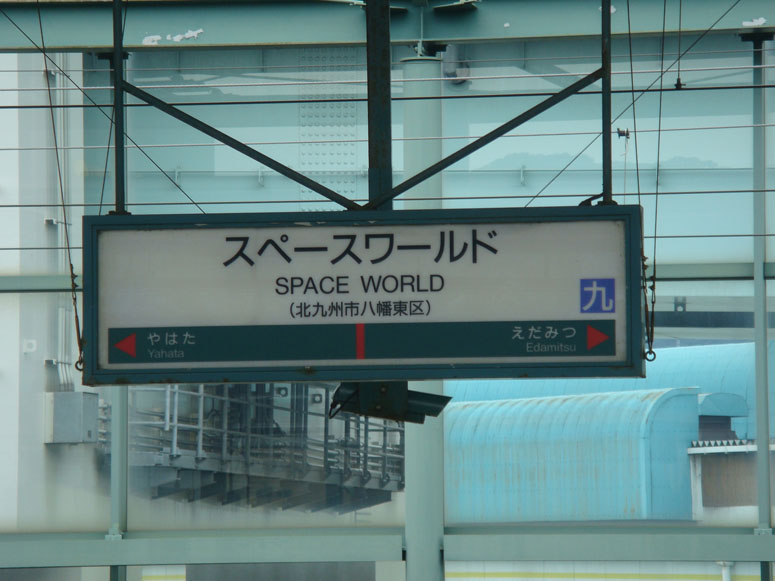 スペースワールド
SPACE WORLD
(北九州市八幡東区)
九
やはた
Yahata
えだみつ
Edamitsu